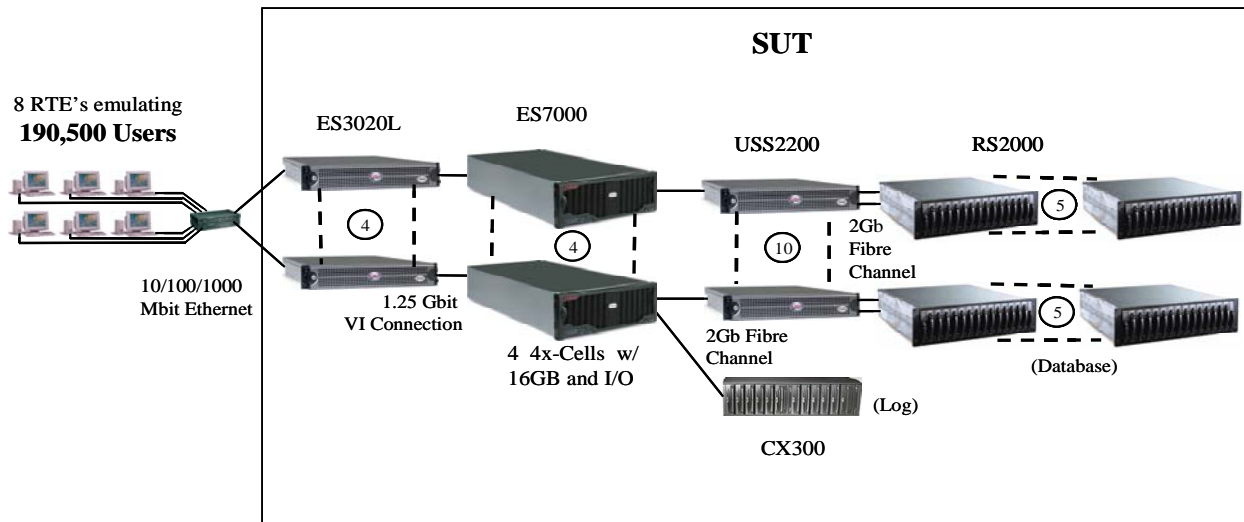 SUT
8 RTE's emulating
190,500 Users
ES3020L
ES7000
USS2200
RS2000
4
4
10
5
5
2Gb
Fibre
Channel
10/100/1000
Mbit Ethernet
1.25 Gbit
VI Connection
4 4x-Cells w/
16GB and I/O
2Gb Fibre
Channel
(Database)
(Log)
CX300